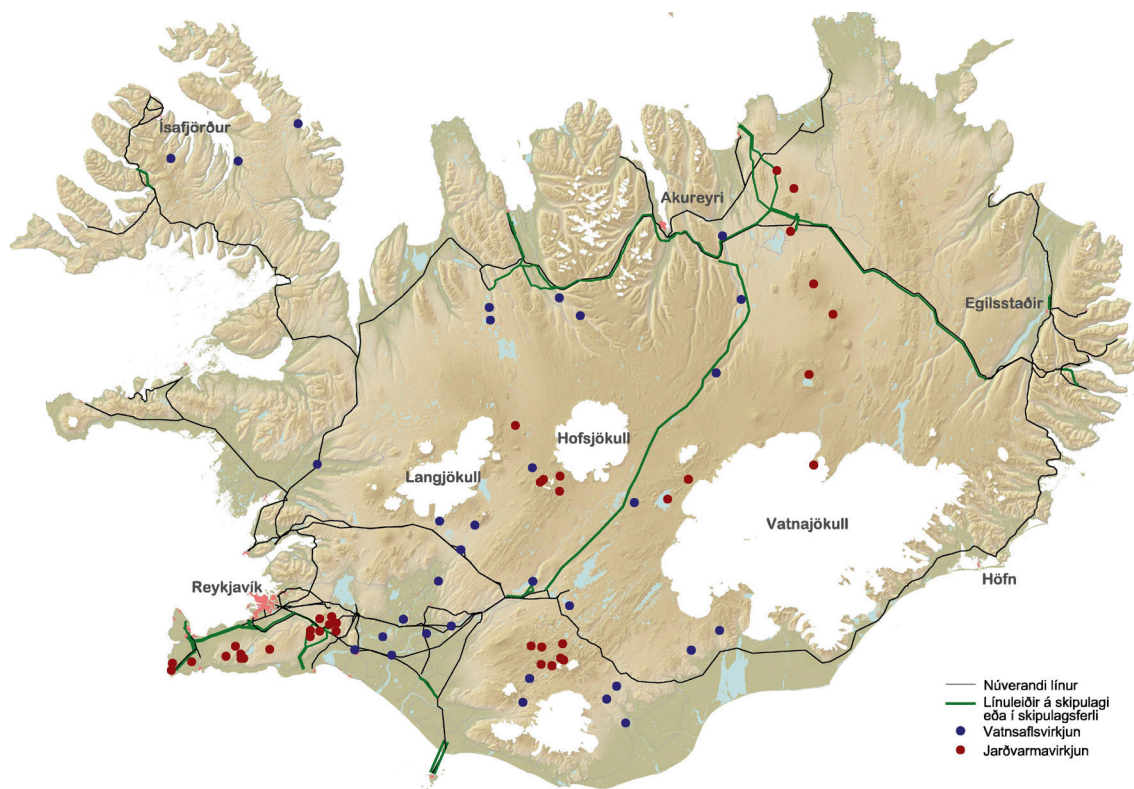 Ísafjörður
Akureyri
Egilsstaðir
Hofsjökull
Langjökull
Vatnajökull
Höfn
Reykjavík
Núverandi línur
Línuleiðir á skipulagi
eða í skipulagsferli
Vatnsaflsvirkjun
Jarðvarmavirkjun